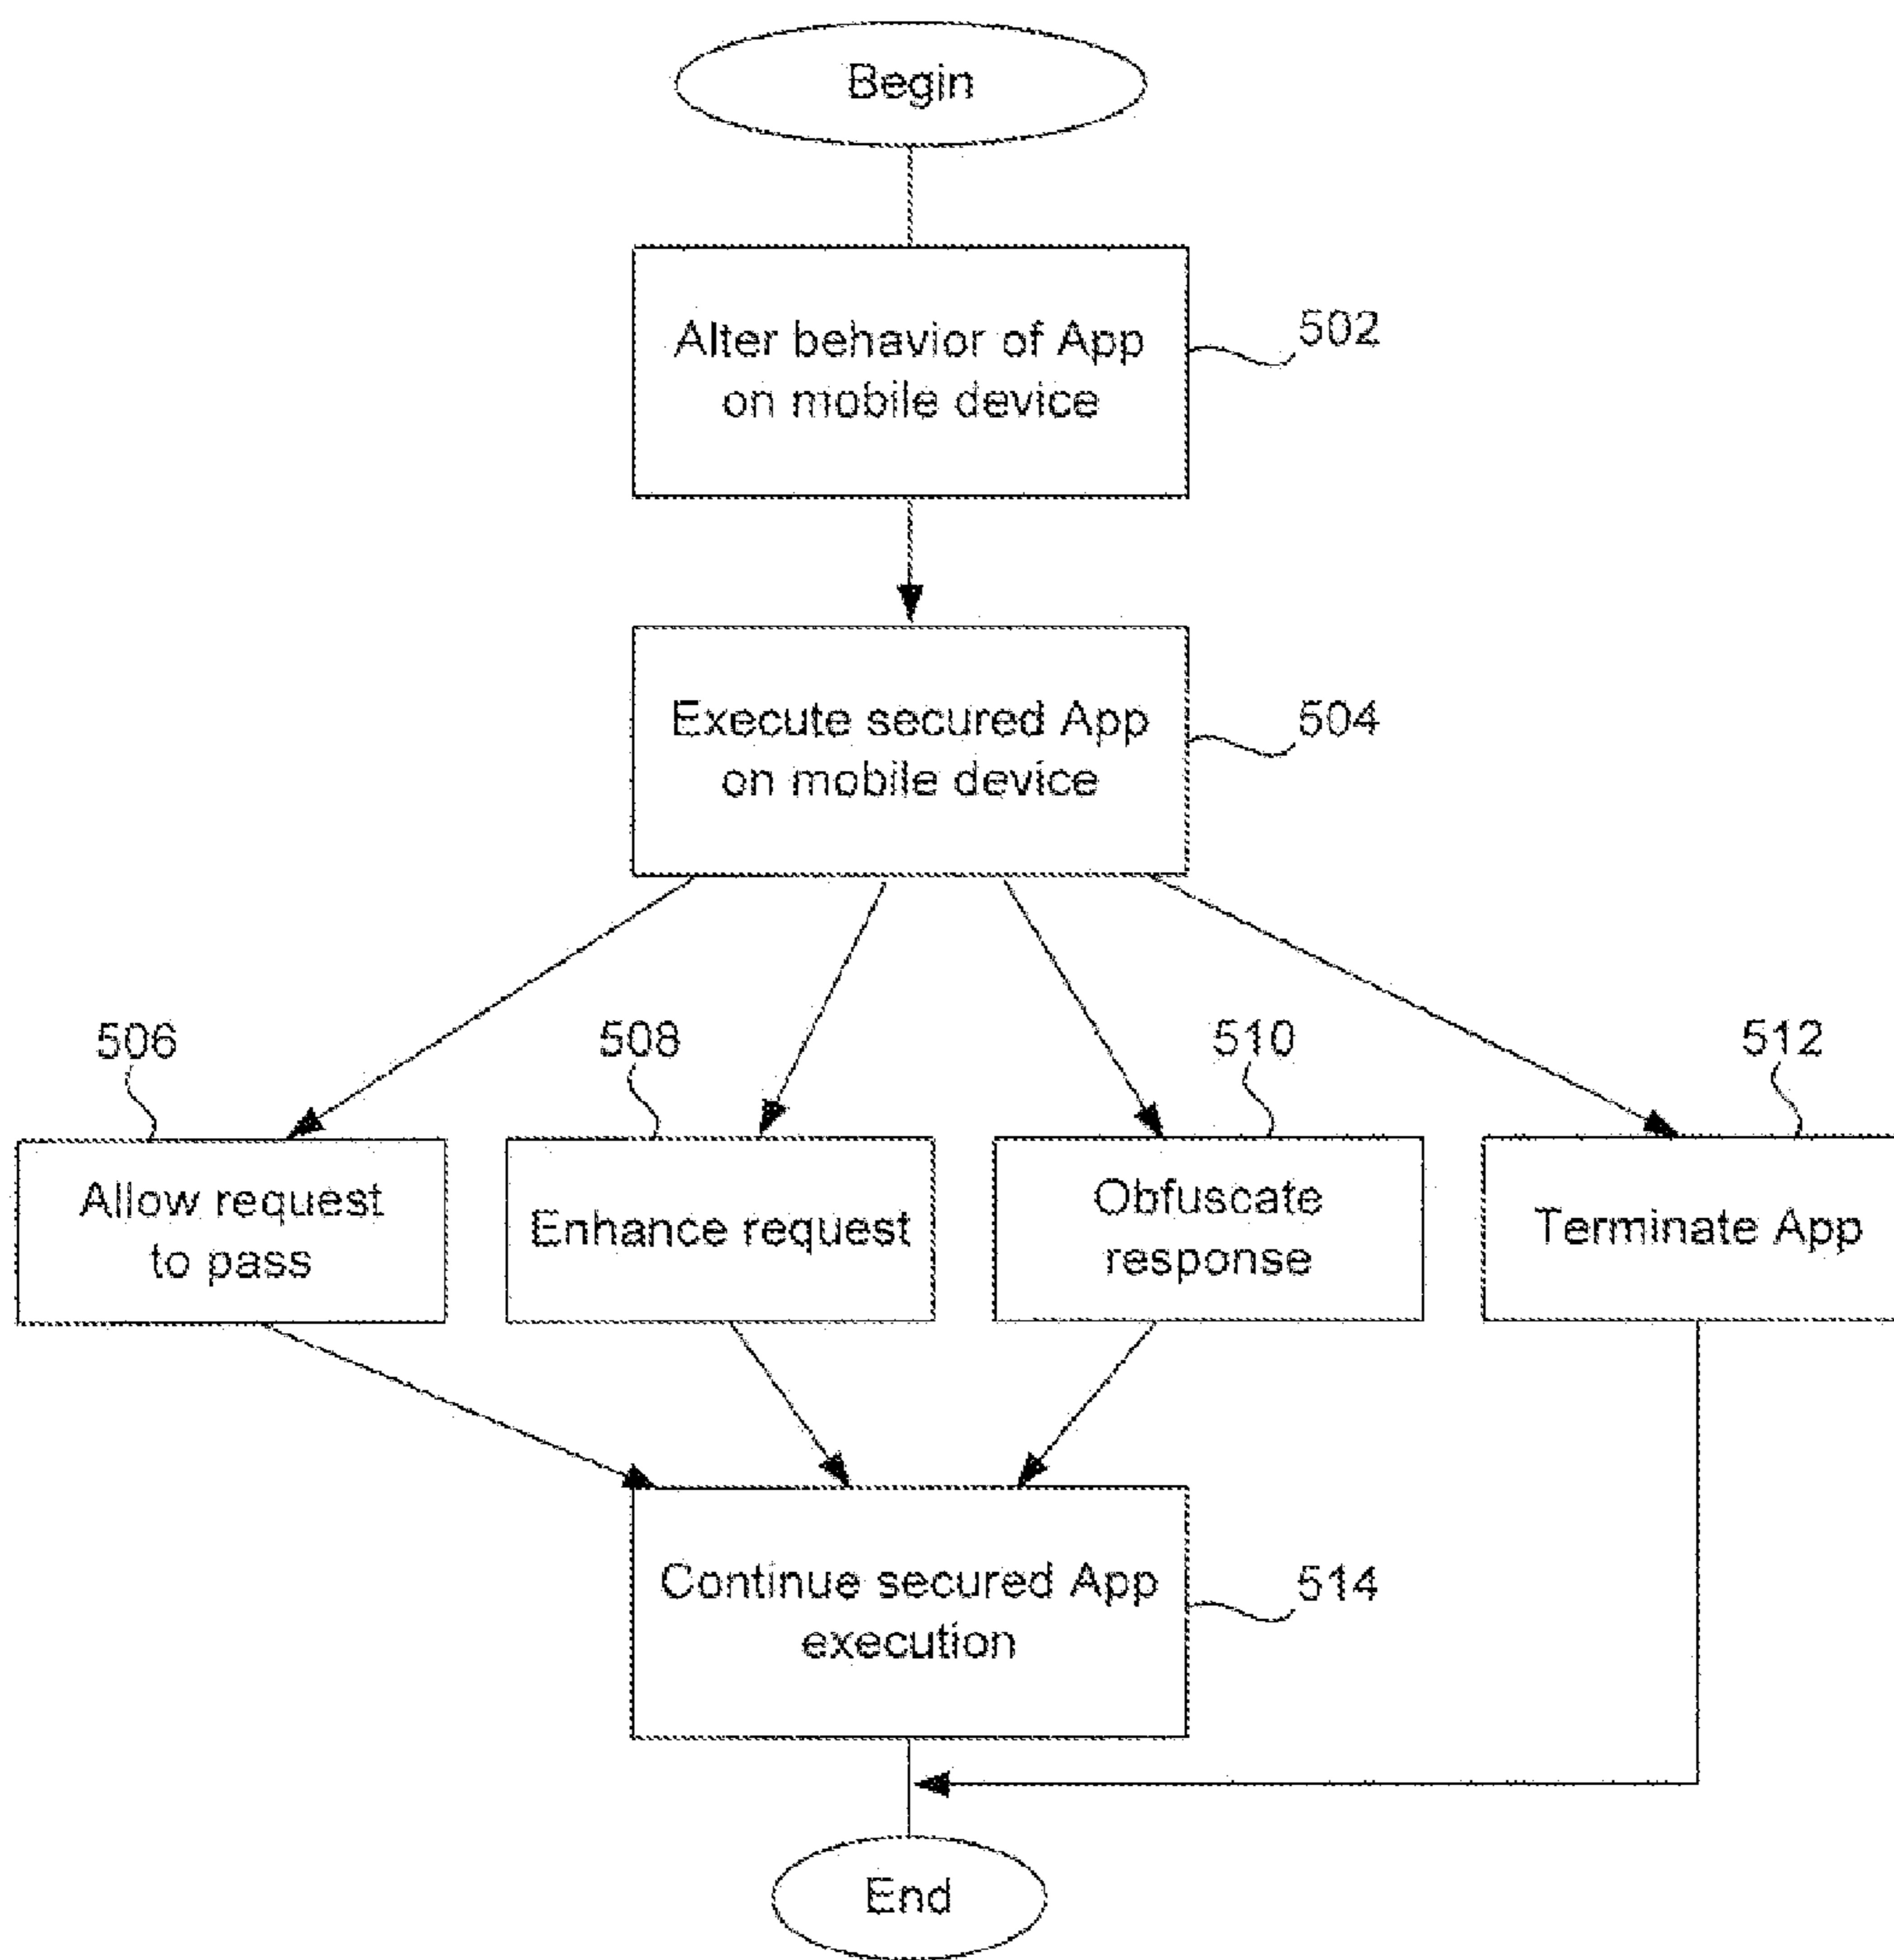 Begin
Alter behavior of App
on mobile device
502
Execute secured App
on mobile device
504
506
508
510
512
Allow request
to pass
Enhance request
Obfuscate
response
Terminate App
Continue secured App
execution
514
End